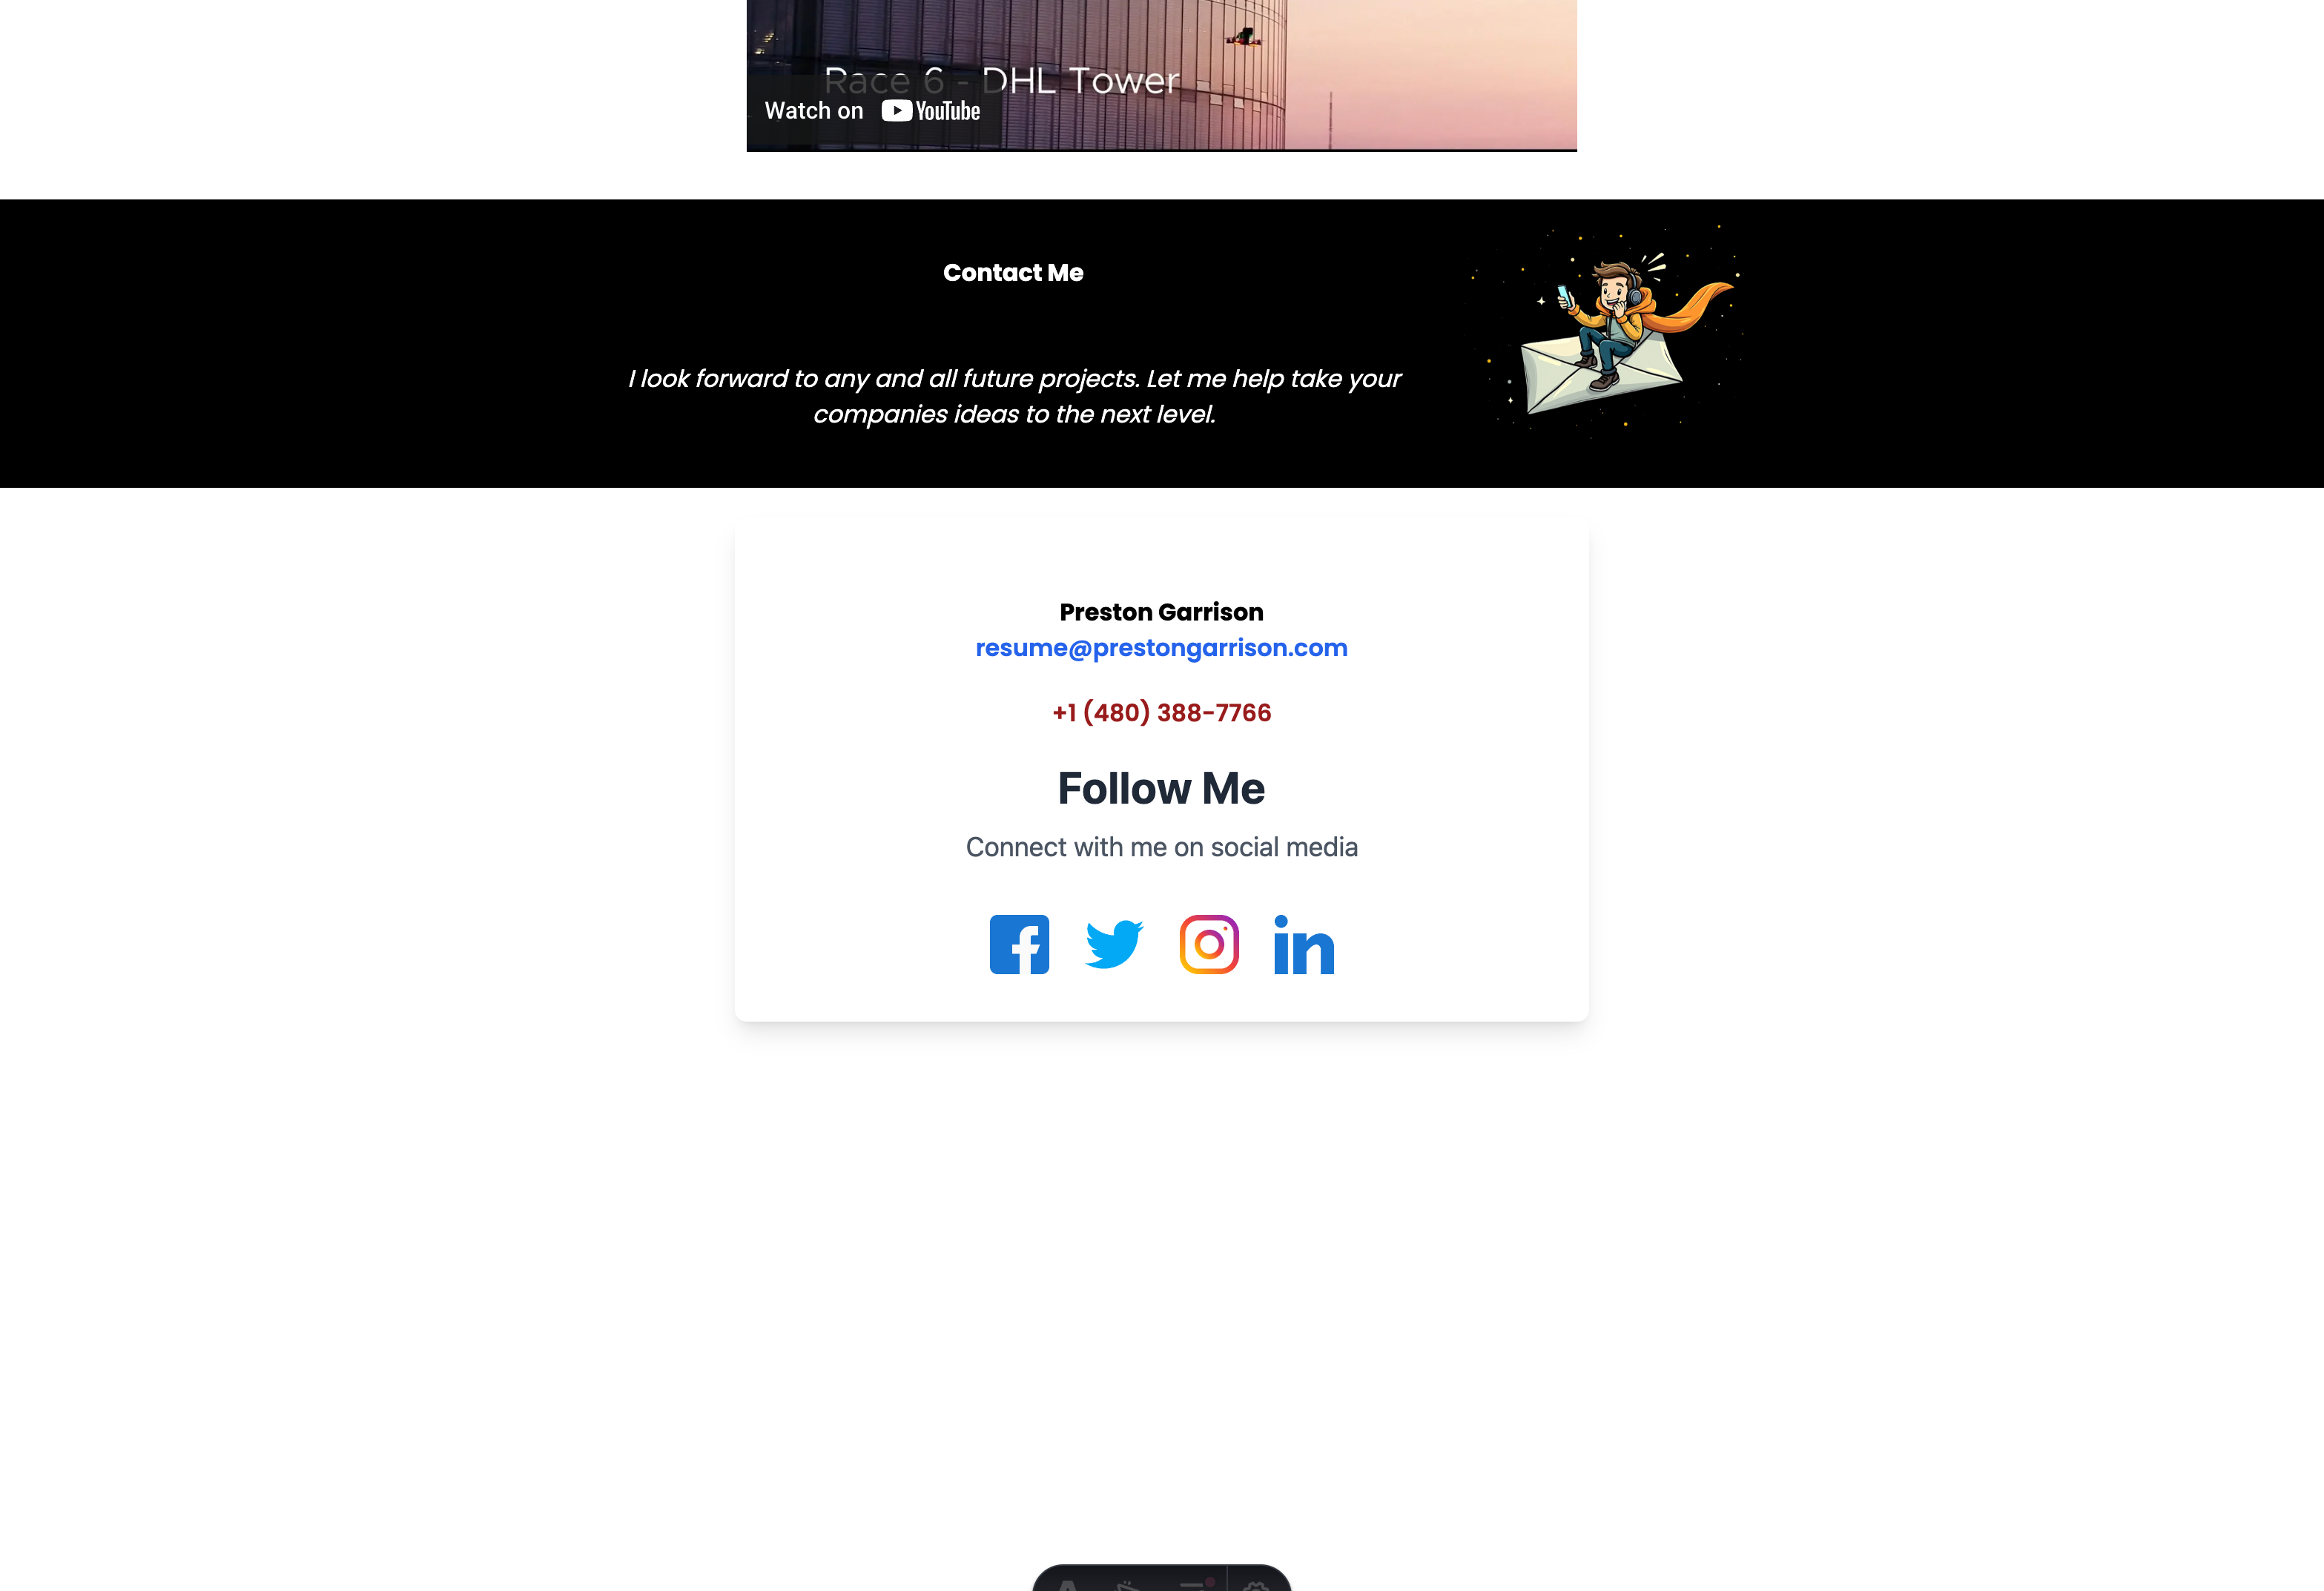 Race 6 - DHL Tower
Watch on YouTube
Contact Me
I look forward to any and all future projects. Let me help take your
companies ideas to the next level.
Preston Garrison
resume@prestongarrison.com
+1 (480) 388-7766
Follow Me
Connect with me on social media